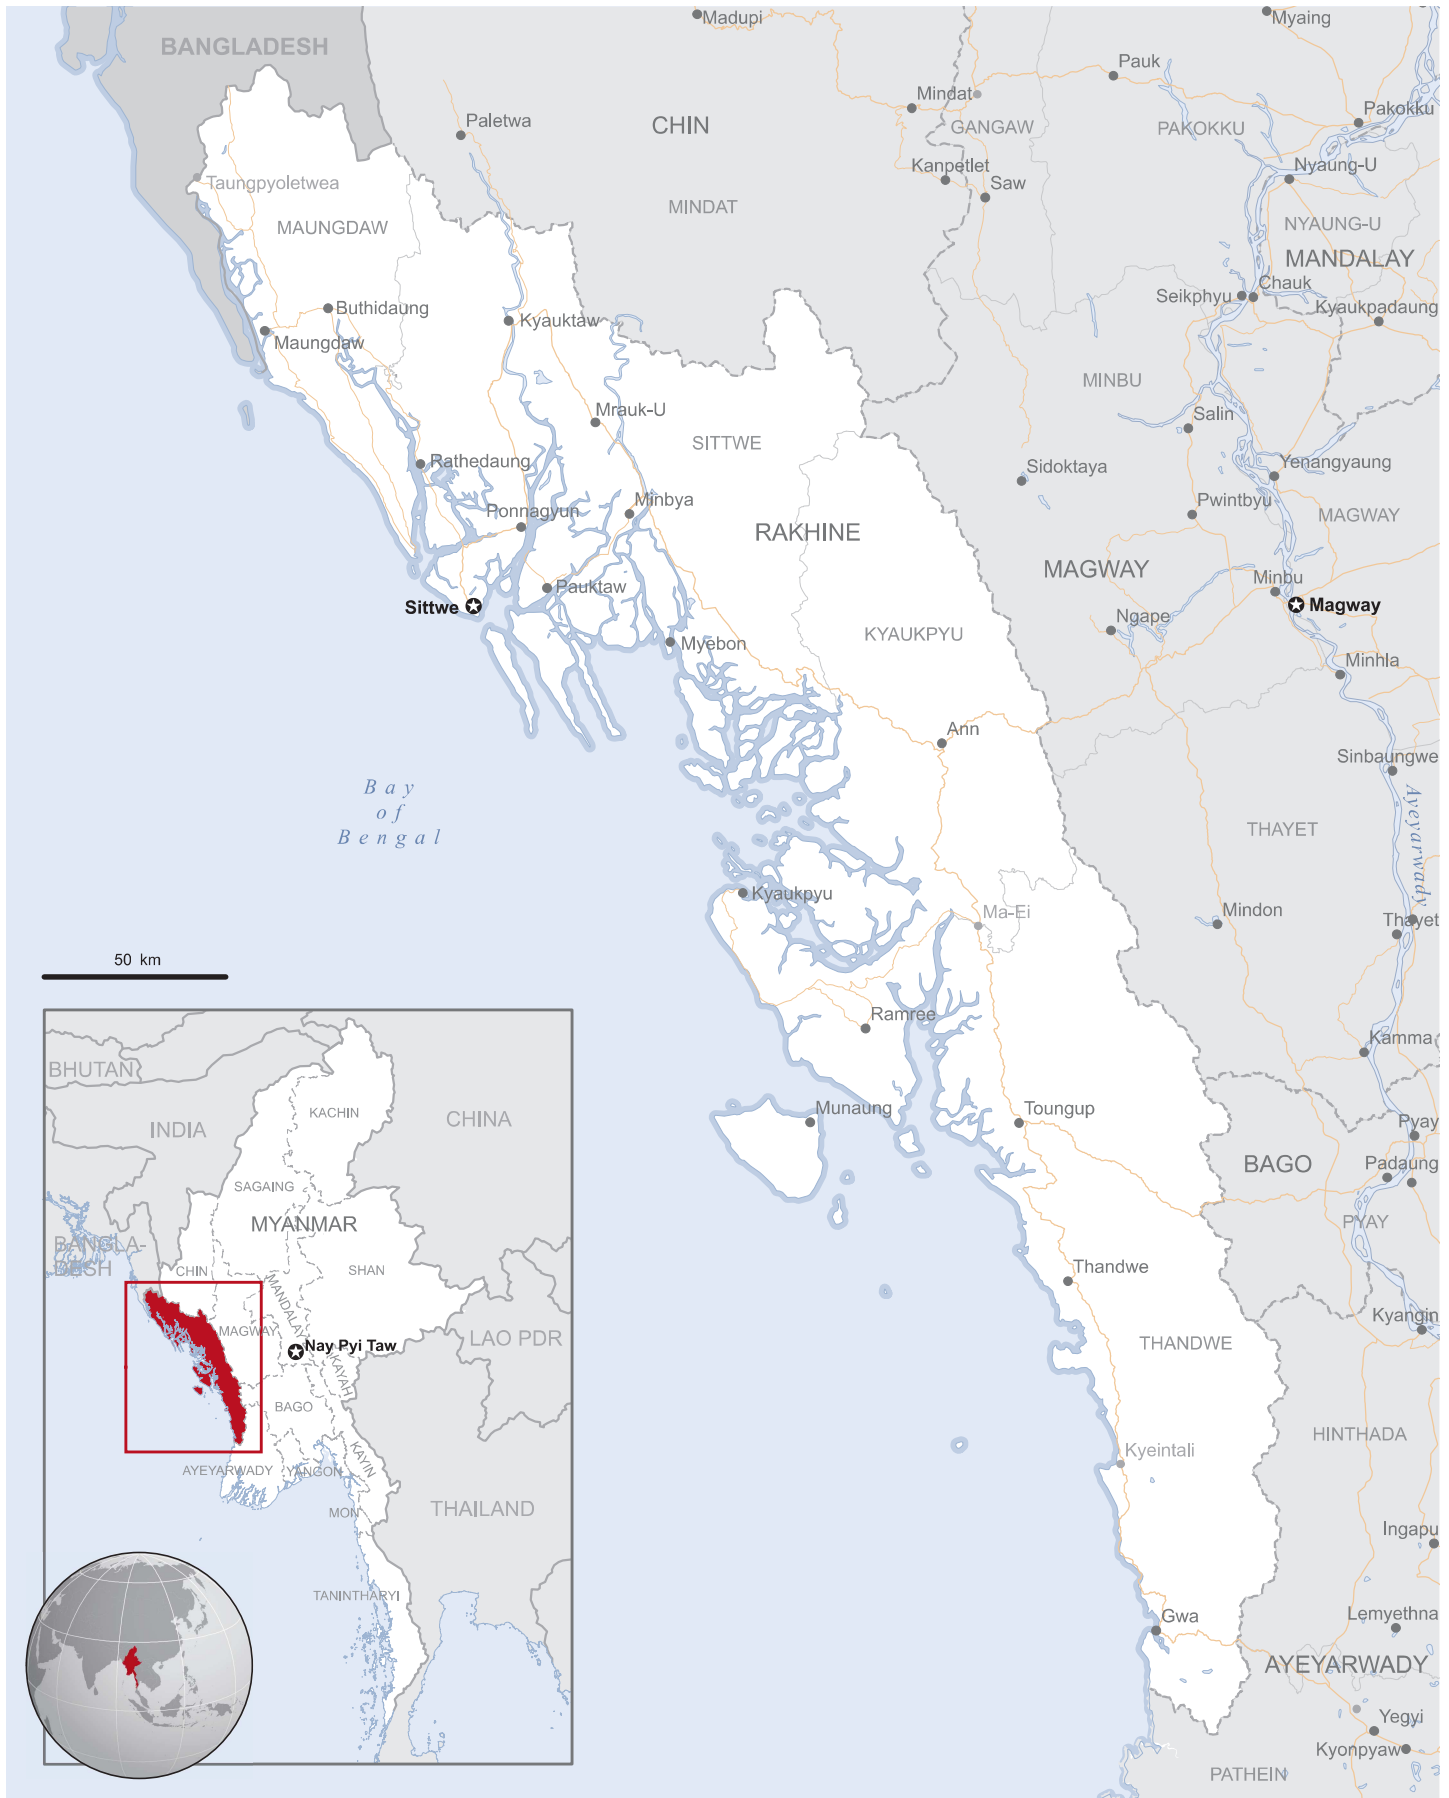 Madupi
Myaing
BANGLADESH
Pauk
Mindat
Pakokku
Paletwa
CHIN
GANGAW
PAKOKKU
Kanpetlet
Nyaung-U
Taungpyoletwea
Saw
MINDAT
MAUNGDAW
NYAUNG-U
MANDALAY
Seikphyu
Chauk
Buthidaung
Kyauktaw
Kyaukpadaung
Maungdaw
MINBU
Mrauk-U
Salin
SITTWE
Rathedaung
Sidoktaya
Yenangyaung
Minbya
Pwintbyu
Ponnagyun
MAGWAY
RAKHINE
MAGWAY
Minbu
Pauktaw
Sittwe
Magway
Ngape
KYAUKPYU
Myebon
Minhla
Ann
Sinbaungwe
Bay
of
Bengal
Ayeyarwady
THAYET
Kyaukpyu
Ma-Ei
Mindon
Thayet
50 km
Ramree
Kamma
Munaung
Toungup
Pyay
BAGO
Padaung
PYAY
Thandwe
Kyangin
THANDWE
Kyeintali
HINTHADA
Ingapu
Gwa
Lemyethna
AYEYARWADY
Yegyi
Kyonpyaw
PATHEIN
BHUTAN
KACHIN
CHINA
INDIA
SAGAING
MYANMAR
BANGLA-
DESH
CHIN
SHAN
MANDALAY
MAGWAY
Nay Pyi Taw
LAO PDR
KAYAH
BAGO
KAYIN
AYEYARWADY
YANGON
MON
THAILAND
TANINTHARYI